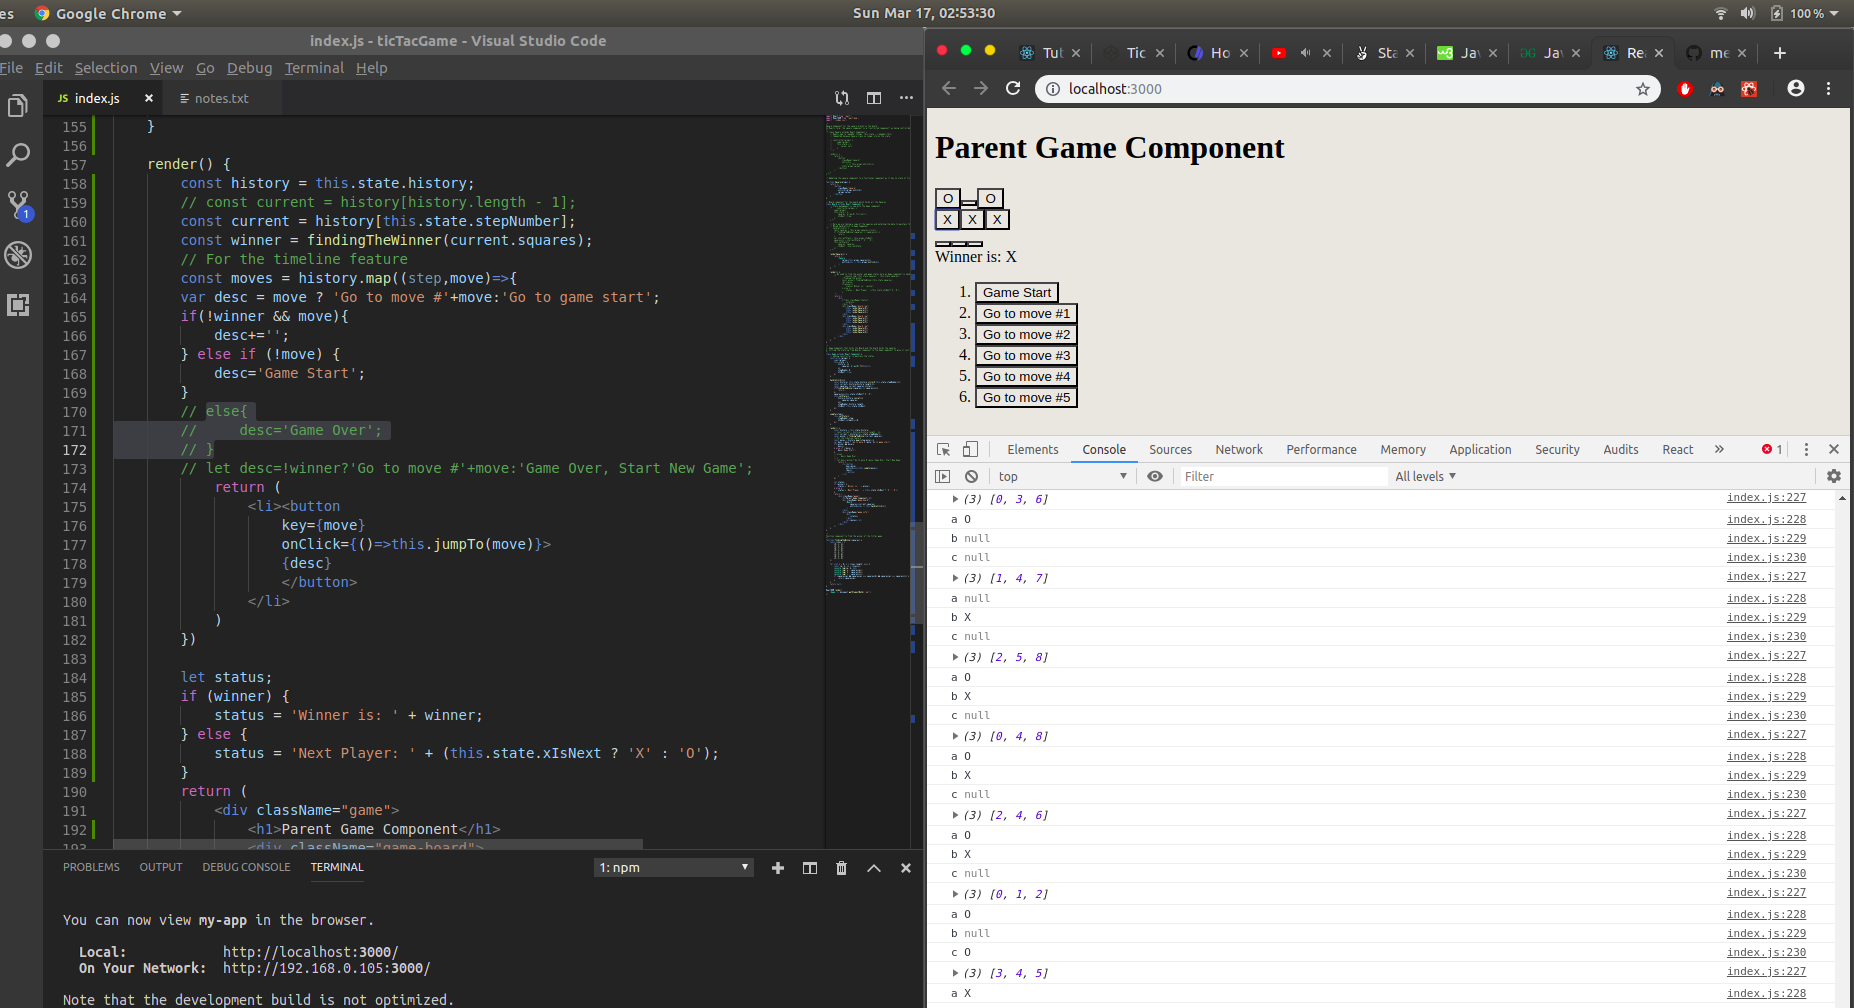 es Google Chrome Sun Mar 17, 02:53:30 100 %
index.js - ticTacGame - Visual Studio Code
File Edit Selection View Go Debug Terminal Help
JS index.js × notes.txt
155 }
156
157 render() {
158 const history = this.state.history;
159 // const current = history[history.length - 1];
160 const current = history[this.state.stepNumber];
161 const winner = findingTheWinner(current.squares);
162 // For the timeline feature
163 const moves = history.map((step,move)=>{
164 var desc = move ? 'Go to move #'+move:'Go to game start';
165 if(!winner && move){
166 desc+='';
167 } else if (!move) {
168 desc='Game Start';
169 }
170 // else{
171 // desc='Game Over';
172 // }
173 // let desc=!winner?'Go to move #'+move:'Game Over, Start New Game';
174 return (
175 <li><button
176 key={move}
177 onClick={()=>this.jumpTo(move)}>
178 {desc}
179 </button>
180 </li>
181 )
182 })
183
184 let status;
185 if (winner) {
186 status = 'Winner is: ' + winner;
187 } else {
188 status = 'Next Player: ' + (this.state.xIsNext ? 'X' : 'O');
189 }
190 return (
191 <div className="game">
192 <h1>Parent Game Component</h1>
193 <div className="game-board">
1
PROBLEMS OUTPUT DEBUG CONSOLE TERMINAL 1: npm
You can now view my-app in the browser.
Local: http://localhost:3000/
On Your Network: http://192.168.0.105:3000/
Note that the development build is not optimized.
Tut × Tic × Ho × × Sta × Jav × Jav × Rea × me × +
localhost:3000
Parent Game Component
O O
X X X
Winner is: X
1. Game Start
2. Go to move #1
3. Go to move #2
4. Go to move #3
5. Go to move #4
6. Go to move #5
Elements Console Sources Network Performance Memory Application Security Audits React » 1
top Filter All levels
(3) [0, 3, 6] index.js:227
a O index.js:228
b null index.js:229
c null index.js:230
(3) [1, 4, 7] index.js:227
a null index.js:228
b X index.js:229
c null index.js:230
(3) [2, 5, 8] index.js:227
a O index.js:228
b X index.js:229
c null index.js:230
(3) [0, 4, 8] index.js:227
a O index.js:228
b X index.js:229
c null index.js:230
(3) [2, 4, 6] index.js:227
a O index.js:228
b X index.js:229
c null index.js:230
(3) [0, 1, 2] index.js:227
a O index.js:228
b null index.js:229
c O index.js:230
(3) [3, 4, 5] index.js:227
a X index.js:228